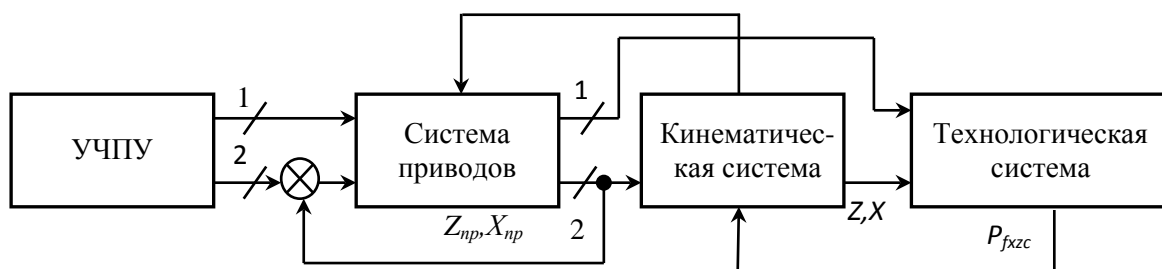 1
1
УЧПУ
Система
приводов
Кинематичес-
кая система
Технологическая
система
2
Zпр,Xпр
2
Z,X
Pfxzc